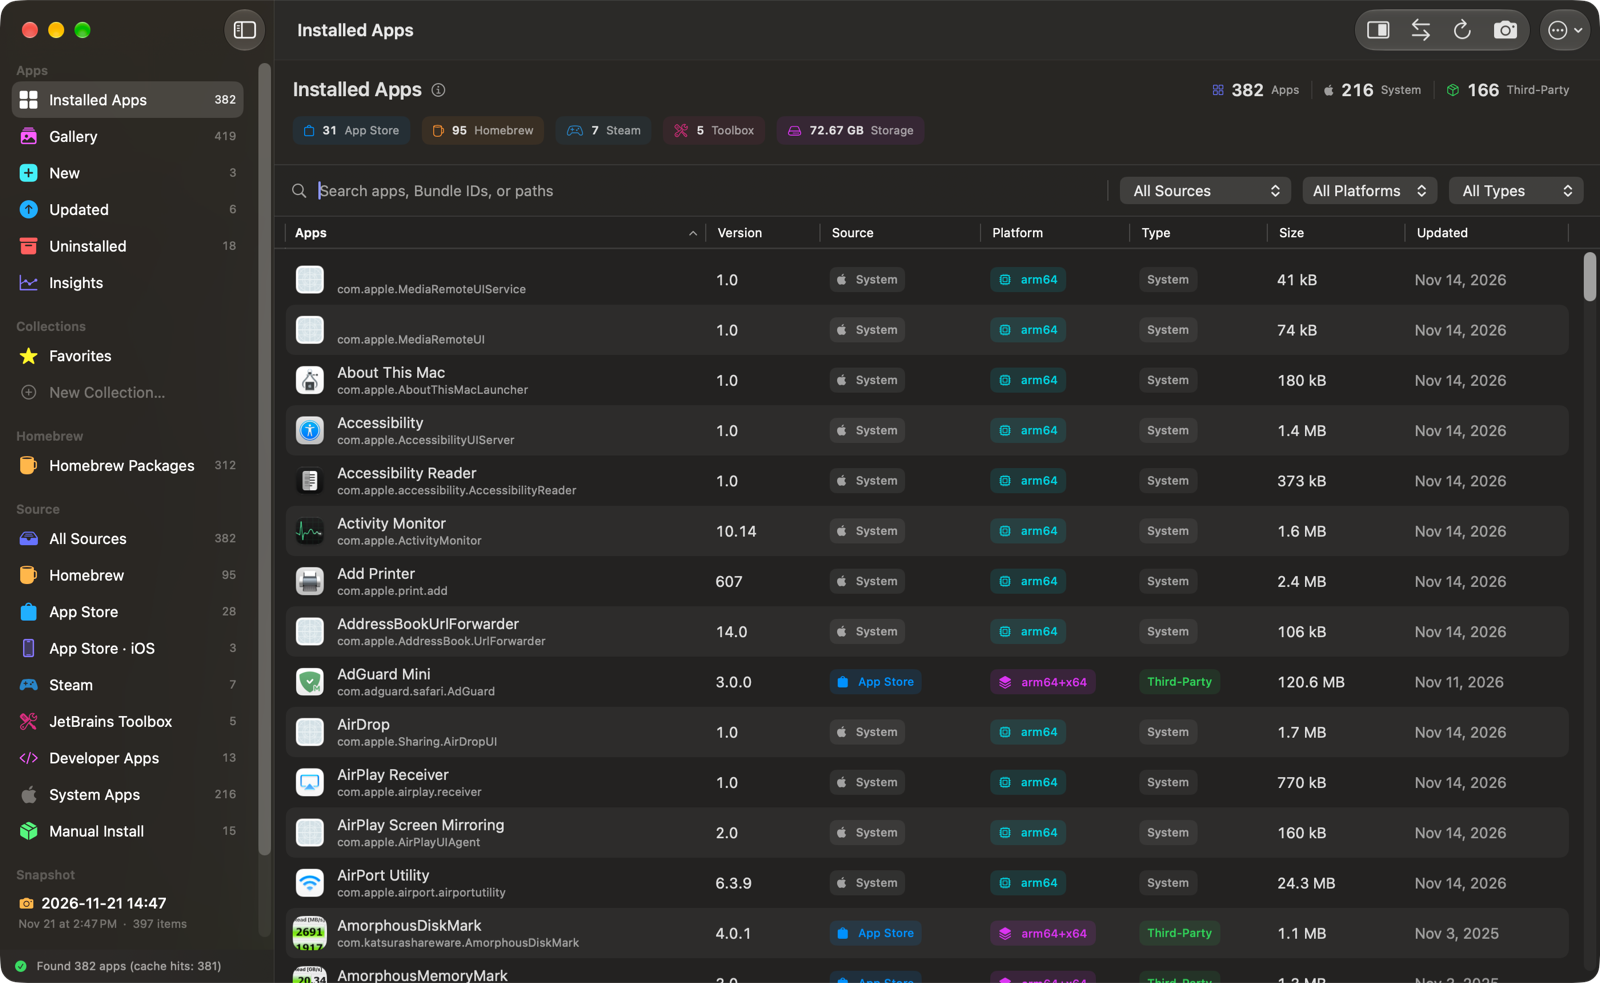 Installed Apps
Apps
Installed Apps 382
Gallery 419
New 3
Updated 6
Uninstalled 18
Insights
Collections
Favorites
New Collection...
Homebrew
Homebrew Packages 312
Source
All Sources 382
Homebrew 95
App Store 28
App Store · iOS 3
Steam 7
JetBrains Toolbox 5
Developer Apps 13
System Apps 216
Manual Install 15
Snapshot
2026-11-21 14:47
Nov 21 at 2:47 PM · 397 items
Found 382 apps (cache hits: 381)
Installed Apps
382 Apps 216 System 166 Third-Party
31 App Store 95 Homebrew 7 Steam 5 Toolbox 72.67 GB Storage
Search apps, Bundle IDs, or paths All Sources All Platforms All Types
Apps Version Source Platform Type Size Updated
com.apple.MediaRemoteUIService 1.0 System arm64 System 41 kB Nov 14, 2026
com.apple.MediaRemoteUI 1.0 System arm64 System 74 kB Nov 14, 2026
About This Mac
com.apple.AboutThisMacLauncher 1.0 System arm64 System 180 kB Nov 14, 2026
Accessibility
com.apple.AccessibilityUIServer 1.0 System arm64 System 1.4 MB Nov 14, 2026
Accessibility Reader
com.apple.accessibility.AccessibilityReader 1.0 System arm64 System 373 kB Nov 14, 2026
Activity Monitor
com.apple.ActivityMonitor 10.14 System arm64 System 1.6 MB Nov 14, 2026
Add Printer
com.apple.print.add 607 System arm64 System 2.4 MB Nov 14, 2026
AddressBookUrlForwarder
com.apple.AddressBook.UrlForwarder 14.0 System arm64 System 106 kB Nov 14, 2026
AdGuard Mini
com.adguard.safari.AdGuard 3.0.0 App Store arm64+x64 Third-Party 120.6 MB Nov 11, 2026
AirDrop
com.apple.Sharing.AirDropUI 1.0 System arm64 System 1.7 MB Nov 14, 2026
AirPlay Receiver
com.apple.airplay.receiver 1.0 System arm64 System 770 kB Nov 14, 2026
AirPlay Screen Mirroring
com.apple.AirPlayUIAgent 2.0 System arm64 System 160 kB Nov 14, 2026
AirPort Utility
com.apple.airport.airportutility 6.3.9 System arm64 System 24.3 MB Nov 14, 2026
2691
AmorphousDiskMark
com.katsurashareware.AmorphousDiskMark 4.0.1 App Store arm64+x64 Third-Party 1.1 MB Nov 3, 2025
AmorphousMemoryMark App Store arm64+x64 Third-Party